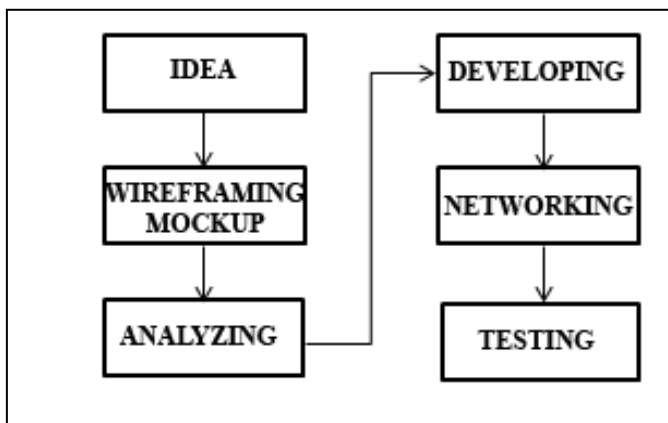 IDEA
WIREFRAMING
MOCKUP
ANALYZING
DEVELOPING
NETWORKING
TESTING